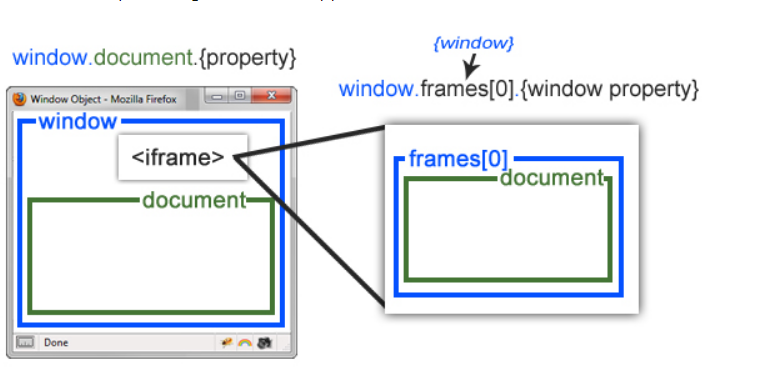 window.document.{property}
{window}
window.frames[0].{window property}
Window Object - Mozilla Firefox
window
<iframe>
document
frames[0]
document
Done